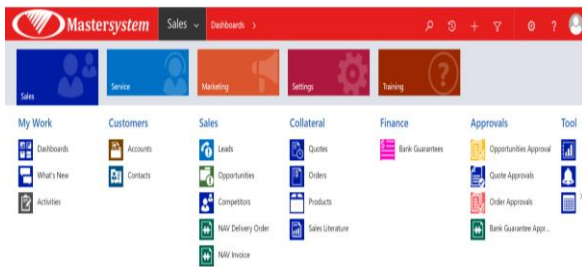 Mastersystem Sales Dashboards
Sales Service Marketing Settings Training
My Work Customers Sales Collateral Finance Approvals Tool
Dashboards Accounts Leads Quotes Bank Guarantees Opportunities Approval
What's New Contacts Opportunities Orders Quote Approvals
Activities Competitors Products Order Approvals
NAV Delivery Order Sales Literature Bank Guarantee Appr...
NAV Invoice